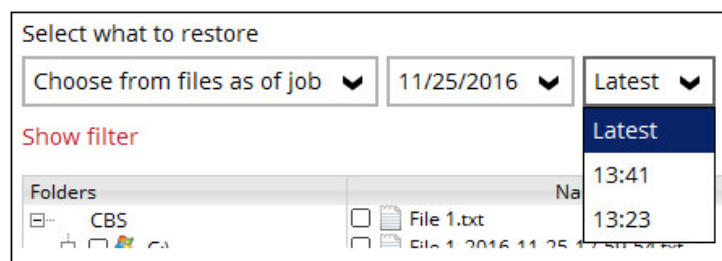 Select what to restore
Choose from files as of job 11/25/2016 Latest
Show filter
Latest
13:41
13:23
Folders Na
CBS File 1.txt